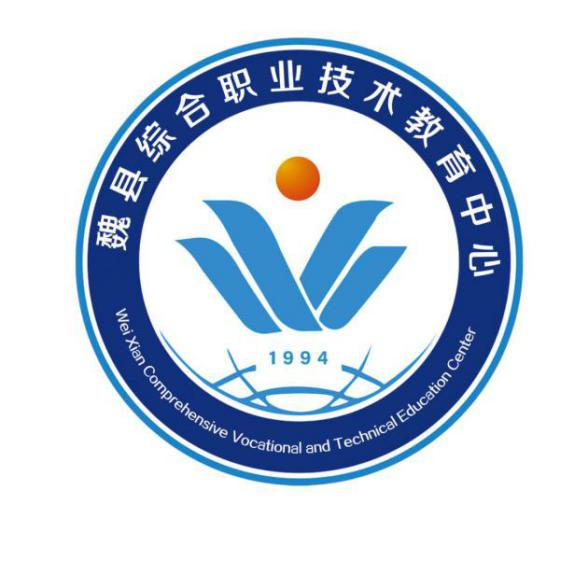 魏县综合职业技术教育中心
1994
Wei Xian Comprehensive Vocational and Technical Education Center